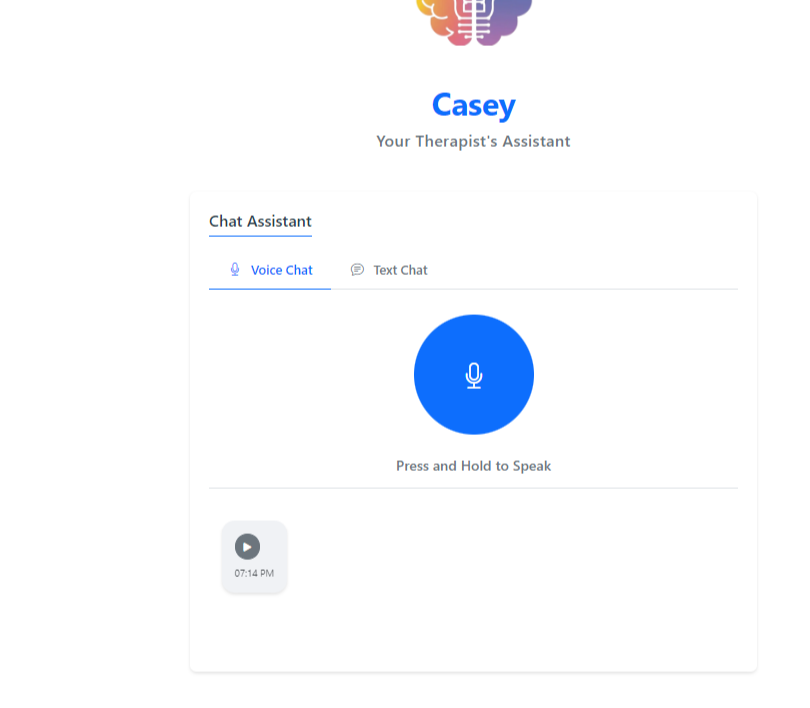 Casey
Your Therapist's Assistant
Chat Assistant
Voice Chat
Text Chat
Press and Hold to Speak
07:14 PM